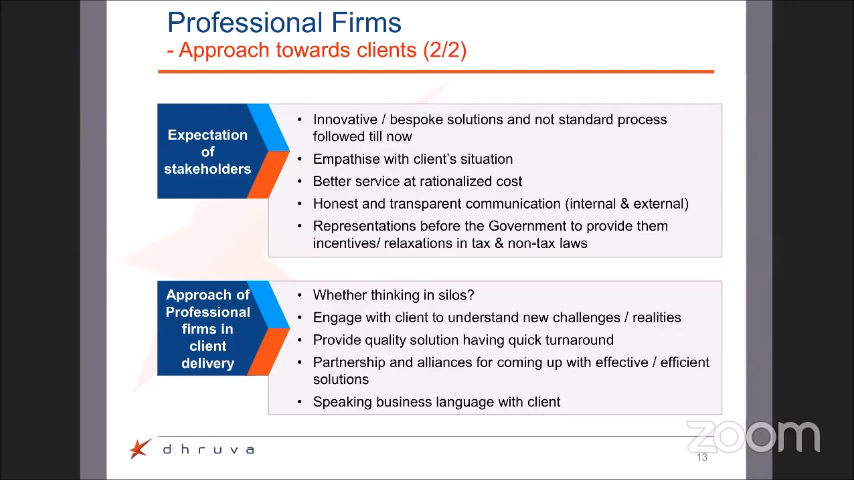 Professional Firms
- Approach towards clients (2/2)
Expectation
of
stakeholders
• Innovative / bespoke solutions and not standard process
followed till now
• Empathise with client's situation
• Better service at rationalized cost
• Honest and transparent communication (internal & external)
• Representations before the Government to provide them
incentives/ relaxations in tax & non-tax laws
Approach of
Professional
firms in
client
delivery
• Whether thinking in silos?
• Engage with client to understand new challenges / realities
• Provide quality solution having quick turnaround
• Partnership and alliances for coming up with effective / efficient
solutions
• Speaking business language with client
dhruva
zoom
13